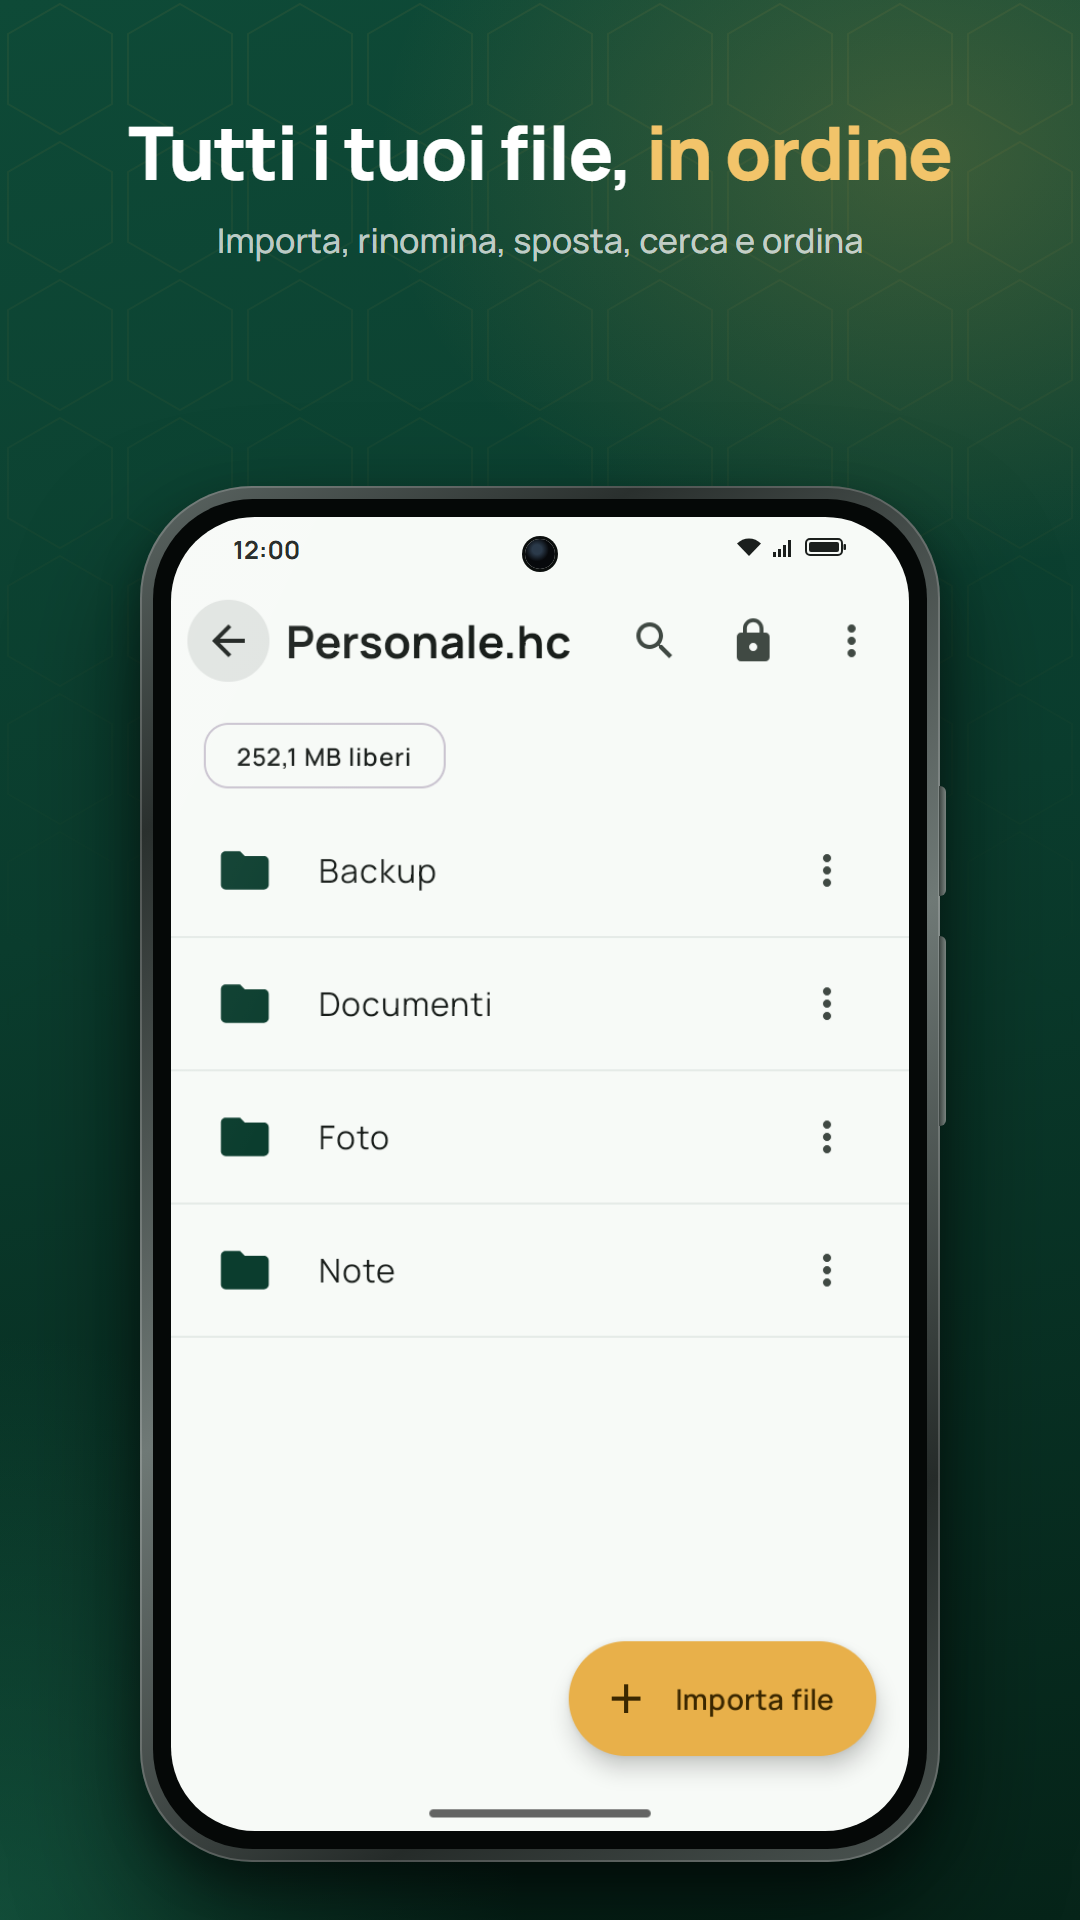 Tutti i tuoi file, in ordine
Importa, rinomina, sposta, cerca e ordina
12:00
Personale.hc
252,1 MB liberi
Backup
Documenti
Foto
Note
Importa file